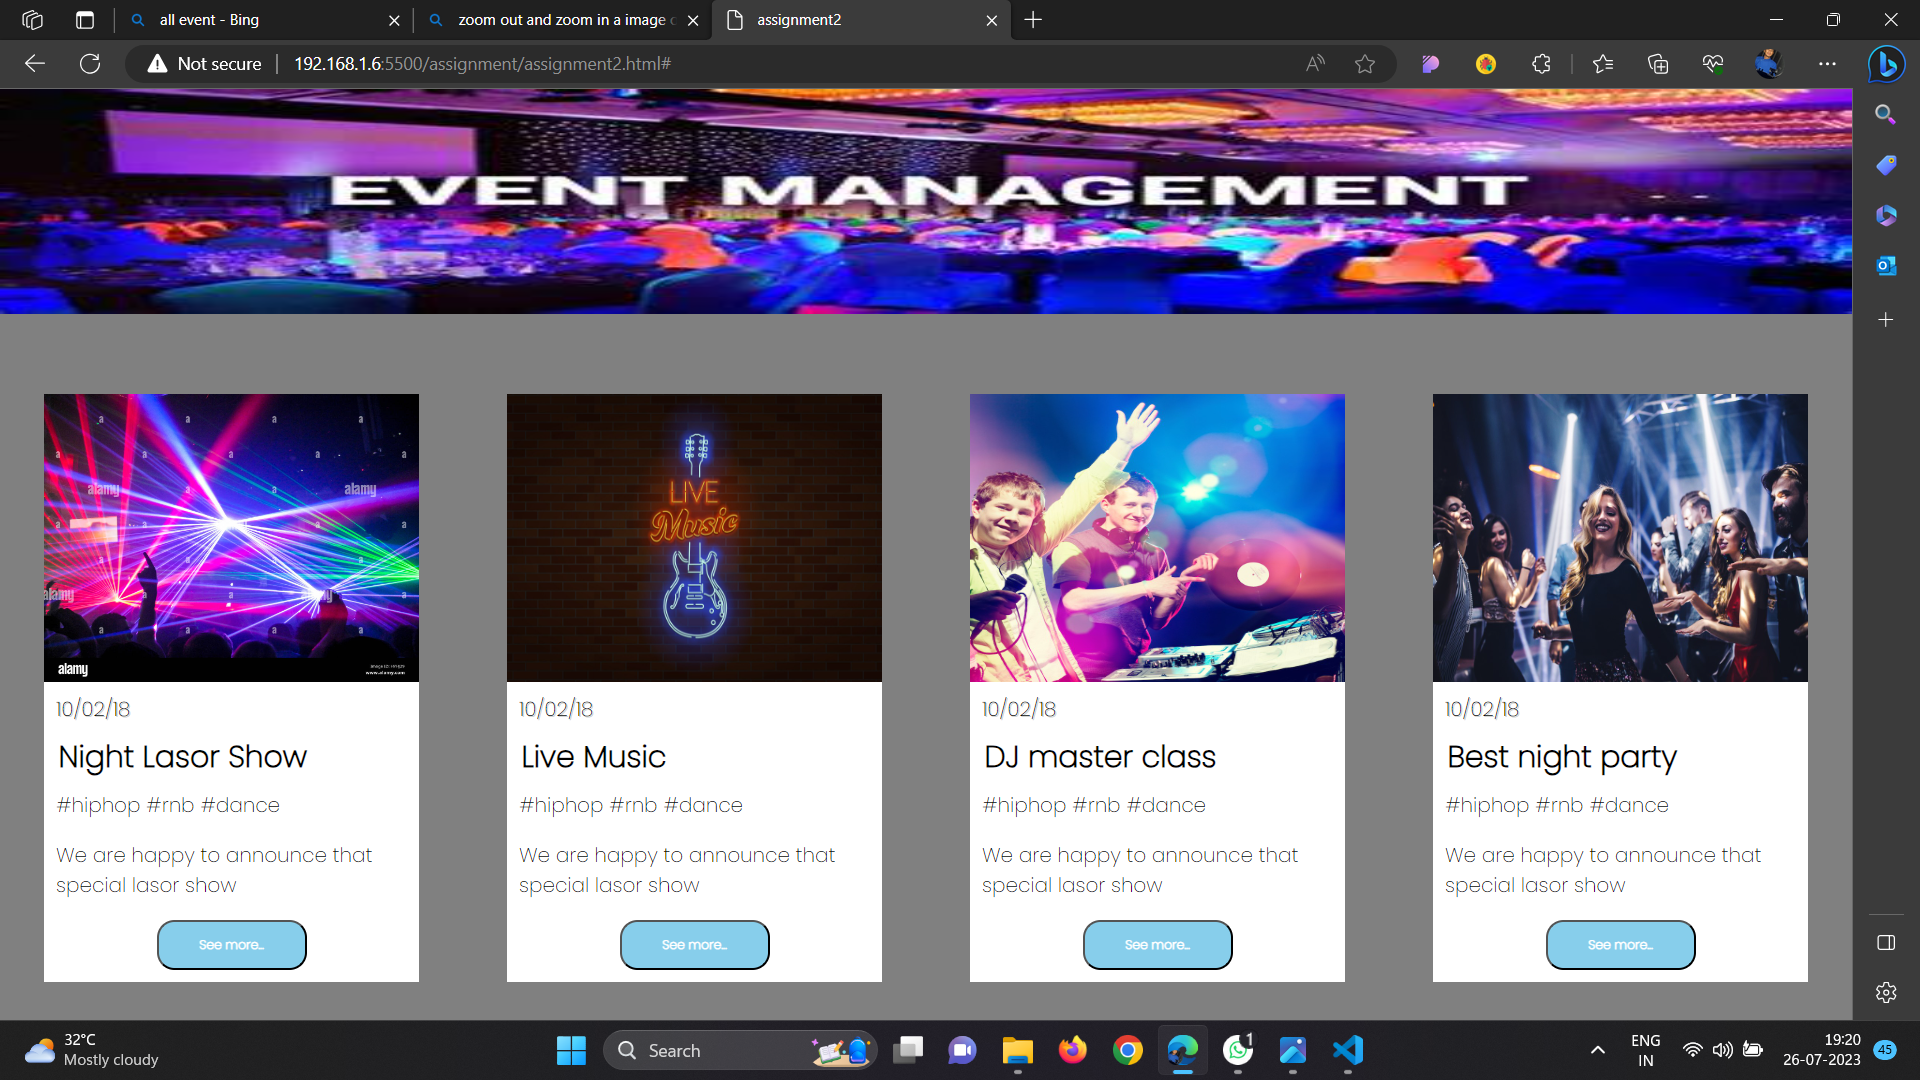 all event - Bing
zoom out and zoom in a image c
assignment2
Not secure
192.168.1.6:5500/assignment/assignment2.html#
EVENT MANAGEMENT
alamy
alamy
alamy
alamy
www.alamy.com
LIVE
Music
10/02/18
Night Lasor Show
#hiphop #rnb #dance
We are happy to announce that
special lasor show
See more...
10/02/18
Live Music
#hiphop #rnb #dance
We are happy to announce that
special lasor show
See more...
10/02/18
DJ master class
#hiphop #rnb #dance
We are happy to announce that
special lasor show
See more...
10/02/18
Best night party
#hiphop #rnb #dance
We are happy to announce that
special lasor show
See more...
32°C
Mostly cloudy
Search
1
ENG
IN
19:20
26-07-2023
45